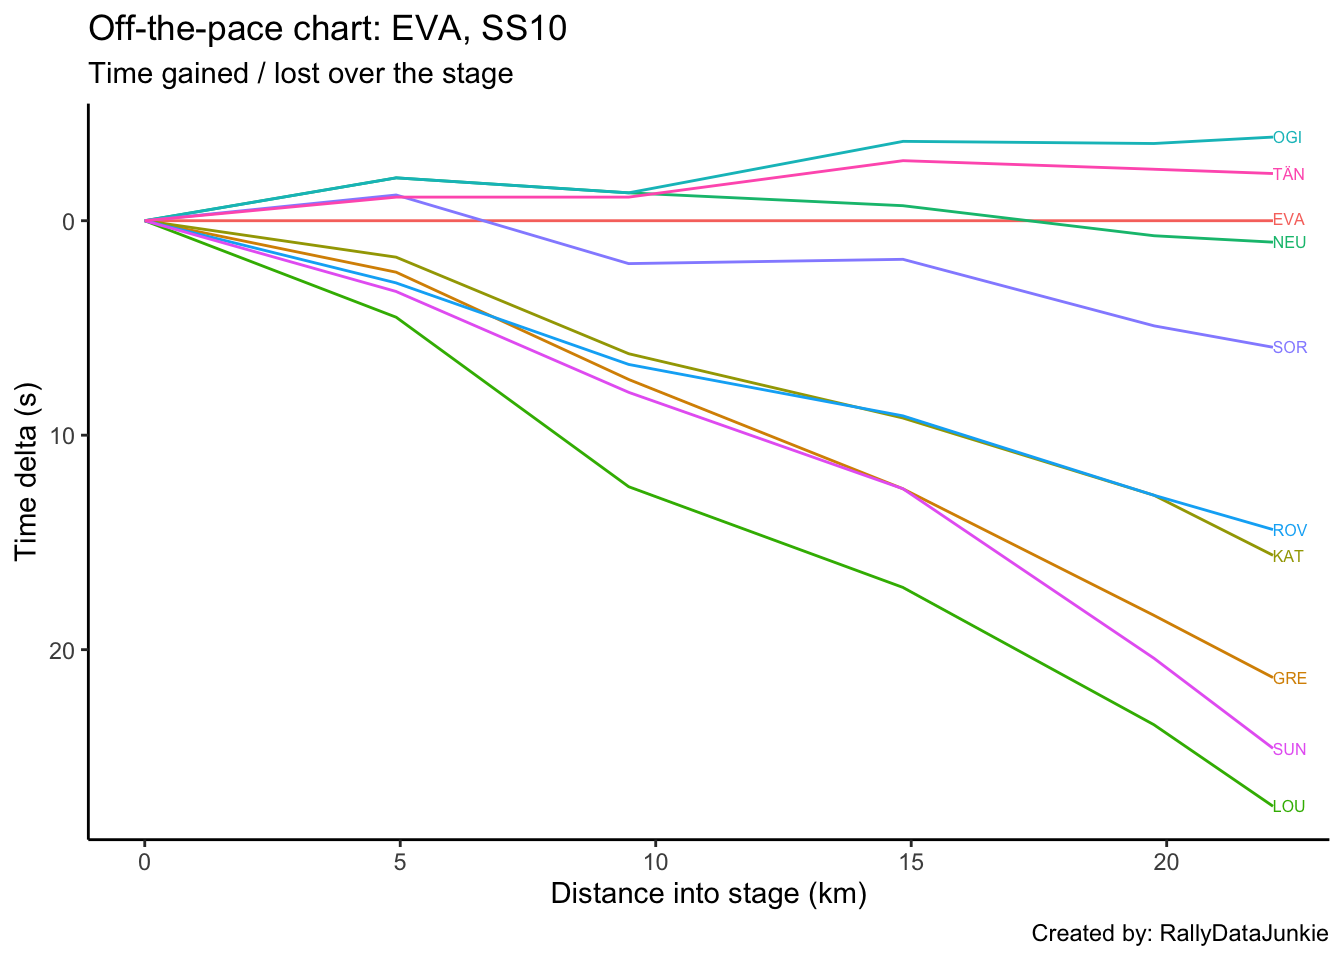 Off-the-pace chart: EVA, SS10
Time gained / lost over the stage
OGI
TÄN
0
EVA
NEU
SOR
10
ROV
KAT
20
GRE
SUN
LOU
Time delta (s)
0 5 10 15 20
Distance into stage (km)
Created by: RallyDataJunkie